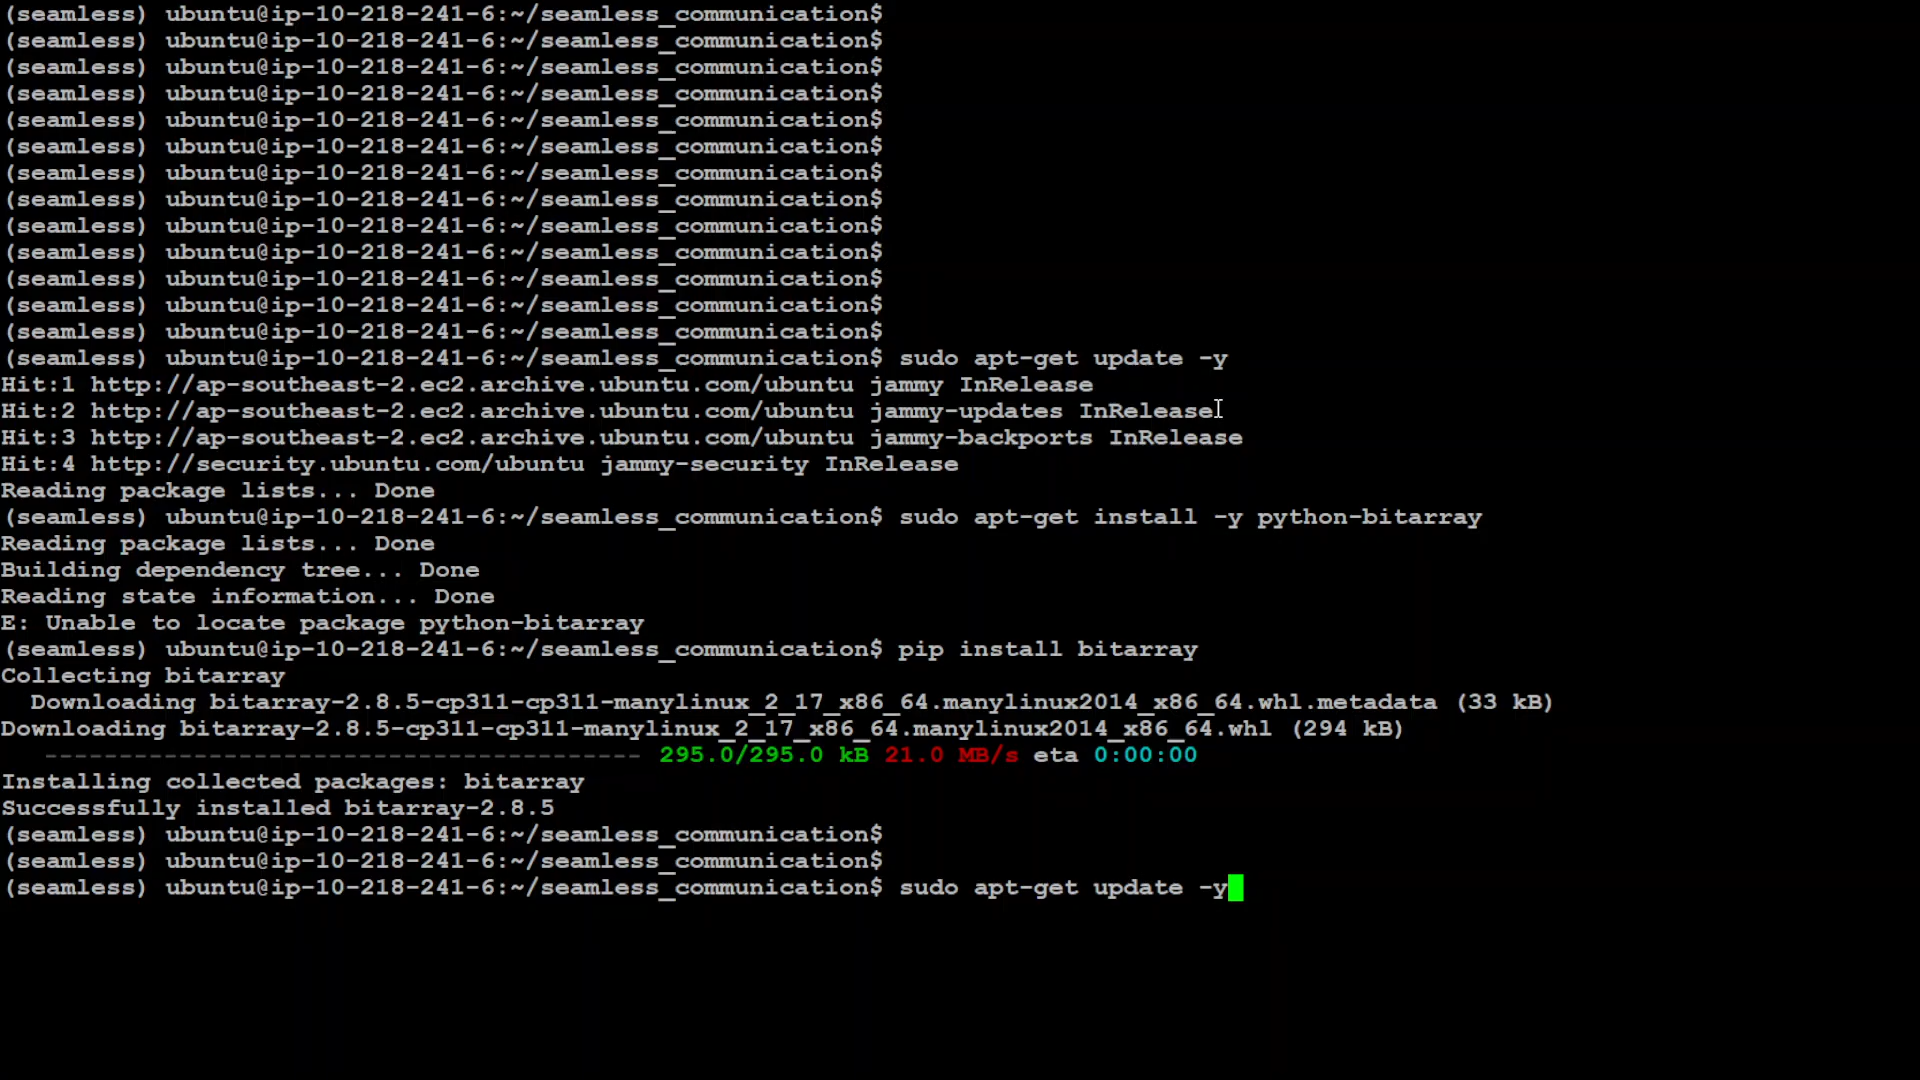 (seamless) ubuntu@ip-10-218-241-6:~/seamless_communication$
(seamless) ubuntu@ip-10-218-241-6:~/seamless_communication$
(seamless) ubuntu@ip-10-218-241-6:~/seamless_communication$
(seamless) ubuntu@ip-10-218-241-6:~/seamless_communication$
(seamless) ubuntu@ip-10-218-241-6:~/seamless_communication$
(seamless) ubuntu@ip-10-218-241-6:~/seamless_communication$
(seamless) ubuntu@ip-10-218-241-6:~/seamless_communication$
(seamless) ubuntu@ip-10-218-241-6:~/seamless_communication$
(seamless) ubuntu@ip-10-218-241-6:~/seamless_communication$
(seamless) ubuntu@ip-10-218-241-6:~/seamless_communication$
(seamless) ubuntu@ip-10-218-241-6:~/seamless_communication$
(seamless) ubuntu@ip-10-218-241-6:~/seamless_communication$
(seamless) ubuntu@ip-10-218-241-6:~/seamless_communication$
(seamless) ubuntu@ip-10-218-241-6:~/seamless_communication$ sudo apt-get update -y
Hit:1 http://ap-southeast-2.ec2.archive.ubuntu.com/ubuntu jammy InRelease
Hit:2 http://ap-southeast-2.ec2.archive.ubuntu.com/ubuntu jammy-updates InRelease
Hit:3 http://ap-southeast-2.ec2.archive.ubuntu.com/ubuntu jammy-backports InRelease
Hit:4 http://security.ubuntu.com/ubuntu jammy-security InRelease
Reading package lists... Done
(seamless) ubuntu@ip-10-218-241-6:~/seamless_communication$ sudo apt-get install -y python-bitarray
Reading package lists... Done
Building dependency tree... Done
Reading state information... Done
E: Unable to locate package python-bitarray
(seamless) ubuntu@ip-10-218-241-6:~/seamless_communication$ pip install bitarray
Collecting bitarray
  Downloading bitarray-2.8.5-cp311-cp311-manylinux_2_17_x86_64.manylinux2014_x86_64.whl.metadata (33 kB)
Downloading bitarray-2.8.5-cp311-cp311-manylinux_2_17_x86_64.manylinux2014_x86_64.whl (294 kB)
   ---------------------------------------- 295.0/295.0 kB 21.0 MB/s eta 0:00:00
Installing collected packages: bitarray
Successfully installed bitarray-2.8.5
(seamless) ubuntu@ip-10-218-241-6:~/seamless_communication$
(seamless) ubuntu@ip-10-218-241-6:~/seamless_communication$
(seamless) ubuntu@ip-10-218-241-6:~/seamless_communication$ sudo apt-get update -y